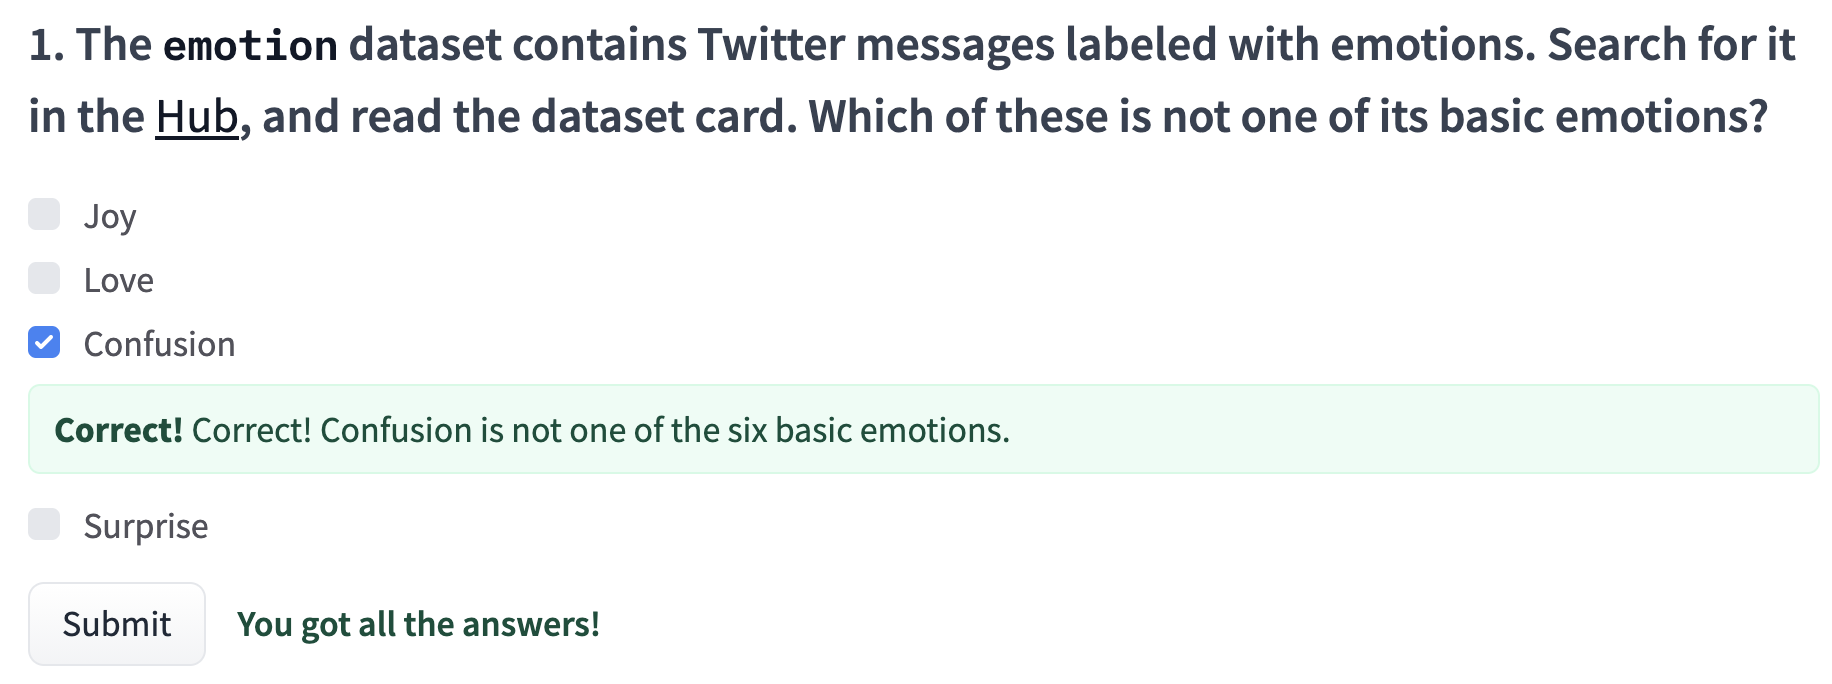 1. The emotion dataset contains Twitter messages labeled with emotions. Search for it
in the Hub, and read the dataset card. Which of these is not one of its basic emotions?
Joy
Love
Confusion
Correct! Correct! Confusion is not one of the six basic emotions.
Surprise
Submit You got all the answers!